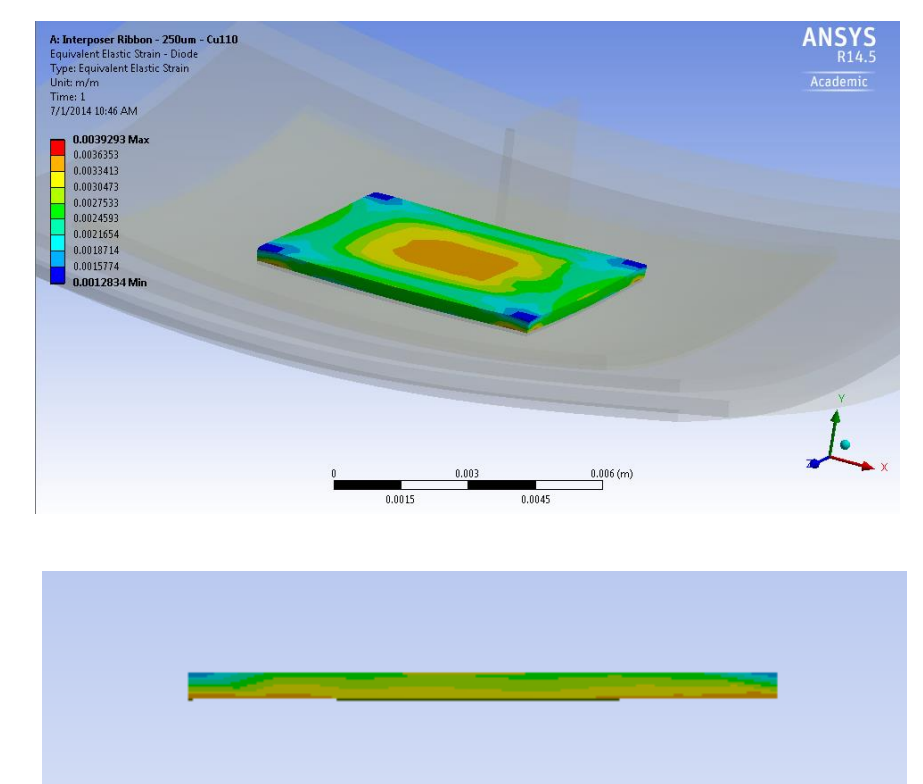 A: Interposer Ribbon - 250um - Cu110
Equivalent Elastic Strain - Diode
Type: Equivalent Elastic Strain
Unit: m/m
Time: 1
7/1/2014 10:46 AM
0.0039293 Max
0.0036353
0.0033413
0.0030473
0.0027533
0.0024593
0.0021654
0.0018714
0.0015774
0.0012834 Min
ANSYS
R14.5
Academic
Y
Z
X
0 0.003 0.006 (m)
0.0015 0.0045